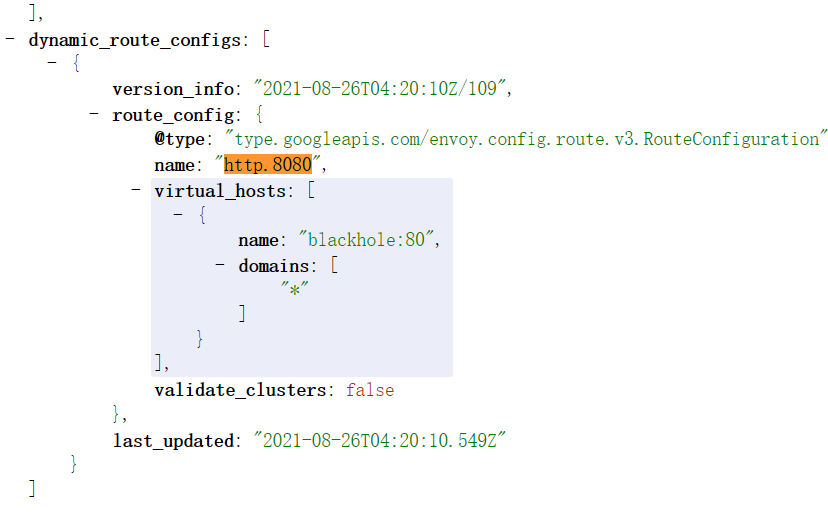 ],
- dynamic_route_configs: [
- {
version_info: "2021-08-26T04:20:10Z/109",
- route_config: {
@type: "type.googleapis.com/envoy.config.route.v3.RouteConfiguration"
name: "http.8080",
- virtual_hosts: [
- {
name: "blackhole:80",
- domains: [
"*"
]
}
],
validate_clusters: false
},
last_updated: "2021-08-26T04:20:10.549Z"
}
]